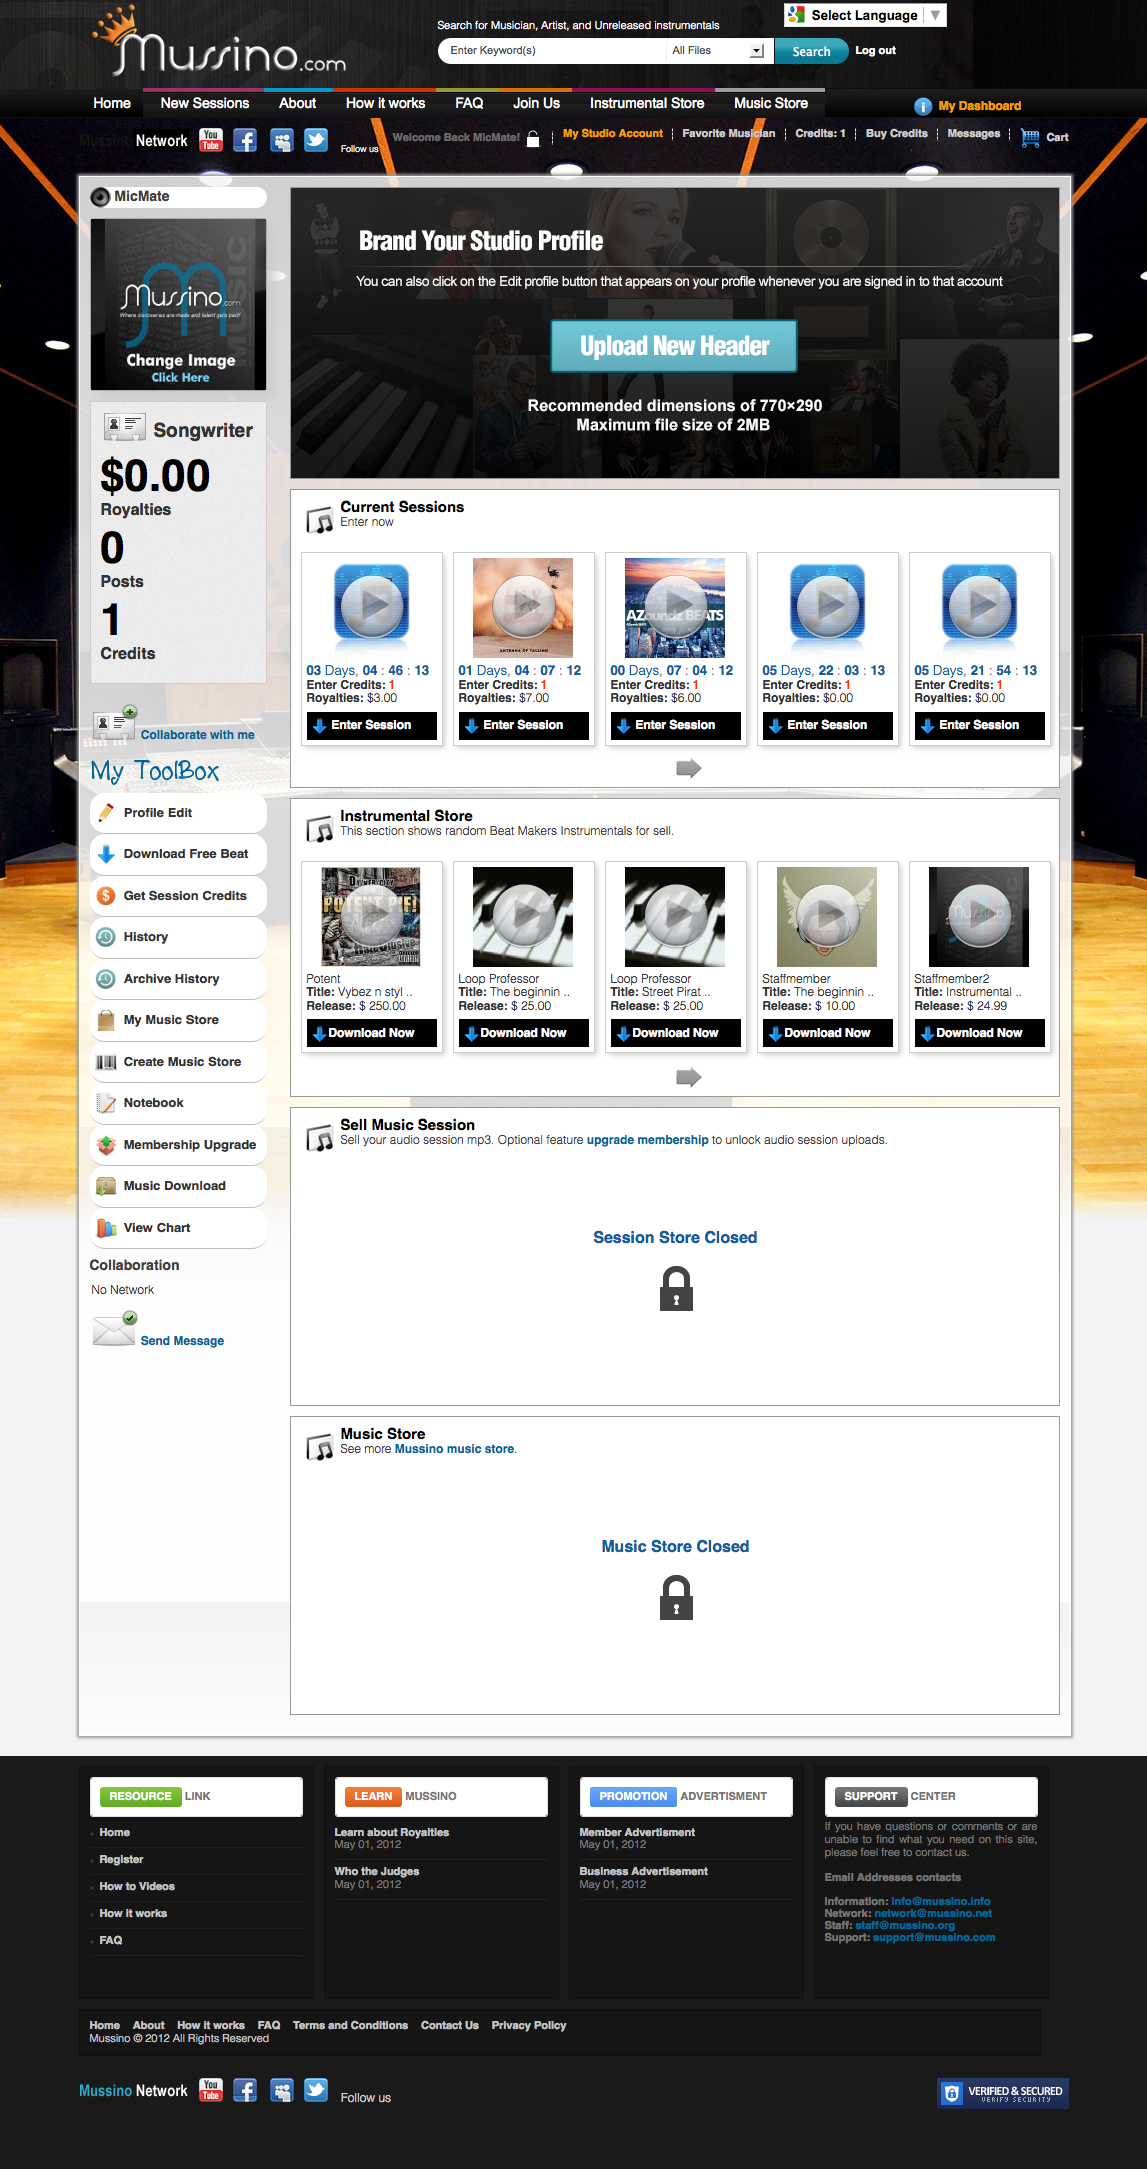 Mussino.com
Search for Musician, Artist, and Unreleased instrumentals
Select Language ▼
Enter Keyword(s)
All Files
Search
Log out
Home
New Sessions
About
How it works
FAQ
Join Us
Instrumental Store
Music Store
My Dashboard
Mussino Network
You Tube
Follow us
Welcome Back MicMate!
My Studio Account
Favorite Musician
Credits: 1
Buy Credits
Messages
Cart
MicMate
Mussino.com
Where discoveries are made and talent gets paid!
Change Image
Click Here
Songwriter
$0.00
Royalties
0
Posts
1
Credits
Collaborate with me
My ToolBox
Profile Edit
Download Free Beat
Get Session Credits
History
Archive History
My Music Store
Create Music Store
Notebook
Membership Upgrade
Music Download
View Chart
Collaboration
No Network
Send Message
Brand Your Studio Profile
You can also click on the Edit profile button that appears on your profile whenever you are signed in to that account
Upload New Header
Recommended dimensions of 770×290
Maximum file size of 2MB
Current Sessions
Enter now
03 Days, 04 : 46 : 13
Enter Credits: 1
Royalties: $3.00
Enter Session
ANTENNA OF TALLINN
01 Days, 04 : 07 : 12
Enter Credits: 1
Royalties: $7.00
Enter Session
AZoundz BEATS
00 Days, 07 : 04 : 12
Enter Credits: 1
Royalties: $6.00
Enter Session
05 Days, 22 : 03 : 13
Enter Credits: 1
Royalties: $0.00
Enter Session
05 Days, 21 : 54 : 13
Enter Credits: 1
Royalties: $0.00
Enter Session
Instrumental Store
This section shows random Beat Makers Instrumentals for sell.
Potent
Title: Vybez n styl ..
Release: $ 250.00
Download Now
Loop Professor
Title: The beginnin ..
Release: $ 25.00
Download Now
Loop Professor
Title: Street Pirat ..
Release: $ 25.00
Download Now
Staffmember
Title: The beginnin ..
Release: $ 10.00
Download Now
Staffmember2
Title: Instrumental ..
Release: $ 24.99
Download Now
Sell Music Session
Sell your audio session mp3. Optional feature upgrade membership to unlock audio session uploads.
Session Store Closed
Music Store
See more Mussino music store.
Music Store Closed
RESOURCE LINK
Home
Register
How to Videos
How it works
FAQ
LEARN MUSSINO
Learn about Royalties
May 01, 2012
Who the Judges
May 01, 2012
PROMOTION ADVERTISMENT
Member Advertisment
May 01, 2012
Business Advertisement
May 01, 2012
SUPPORT CENTER
If you have questions or comments or are
unable to find what you need on this site,
please feel free to contact us.
Email Addresses contacts
Information: info@mussino.info
Network: network@mussino.net
Staff: staff@mussino.org
Support: support@mussino.com
Home About How it works FAQ Terms and Conditions Contact Us Privacy Policy
Mussino © 2012 All Rights Reserved
Mussino Network
You Tube
Follow us
VERIFIED & SECURED
VERIFY SECURITY